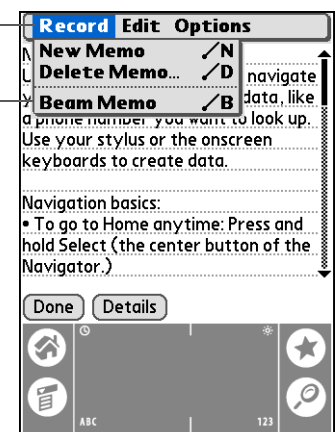 Record Edit Options
New Memo /N
Delete Memo... /D
navigate
Beam Memo /B
data, like
a phone number you want to look up.
Use your stylus or the onscreen
keyboards to create data.
Navigation basics:
• To go to Home anytime: Press and
hold Select (the center button of the
Navigator.)
Done Details
ABC 123